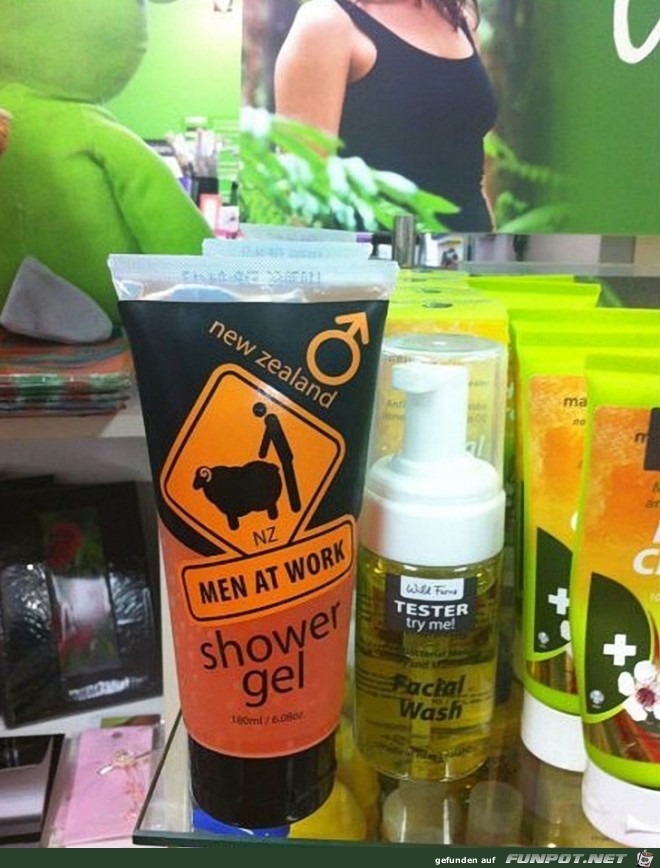 new zealand
NZ
MEN AT WORK
shower
gel
180ml / 6.08oz
Wild Ferns
TESTER
try me!
Facial
Wash
ma
m
gefunden auf FUNPOT.NET